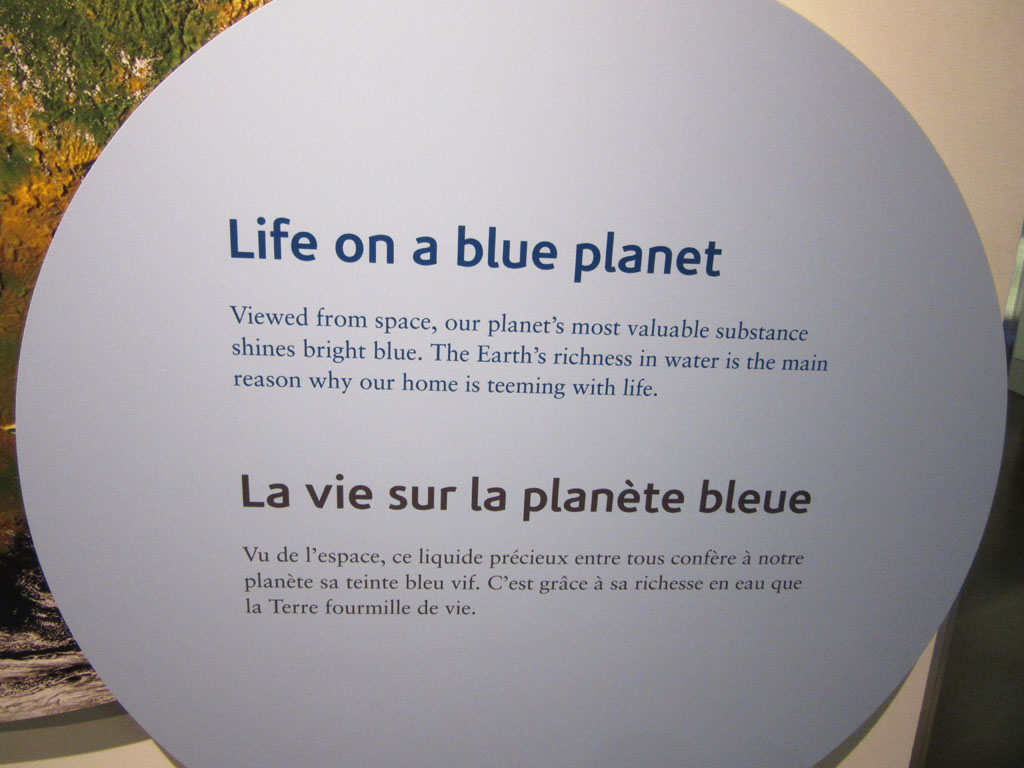 Life on a blue planet
Viewed from space, our planet's most valuable substance
shines bright blue. The Earth's richness in water is the main
reason why our home is teeming with life.
La vie sur la planète bleue
Vu de l'espace, ce liquide précieux entre tous confère à notre
planète sa teinte bleu vif. C'est grâce à sa richesse en eau que
la Terre fourmille de vie.